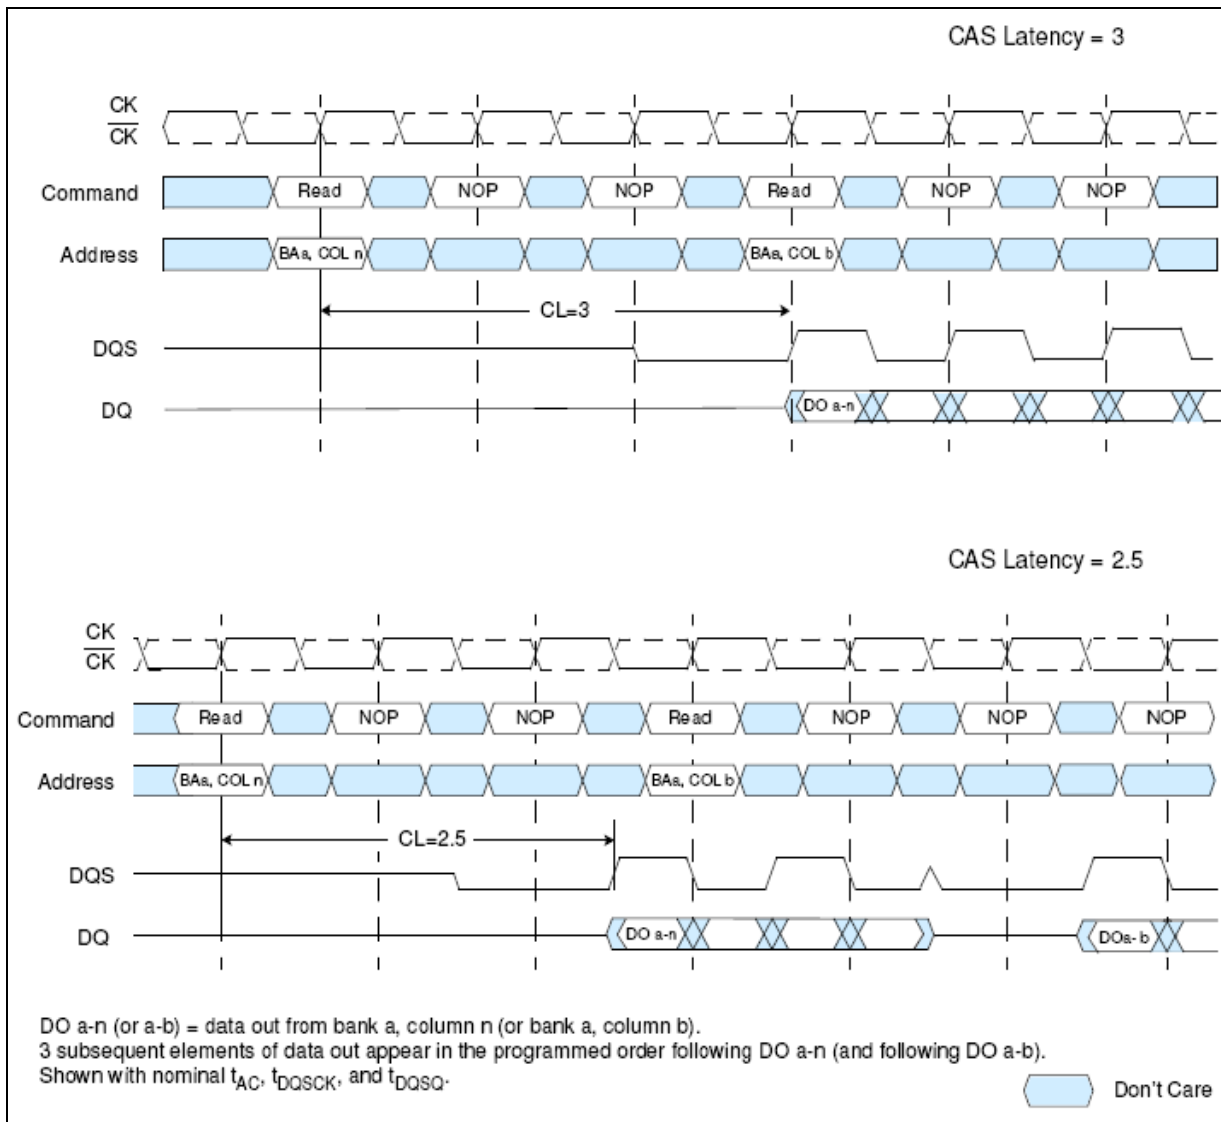 CAS Latency = 3
CK
CK
Command Read NOP NOP Read NOP NOP
Address BAa, COL n BAa, COL b
CL=3
DQS
DQ DO a-n
CAS Latency = 2.5
CK
CK
Command Read NOP NOP Read NOP NOP NOP
Address BAa, COL n BAa, COL b
CL=2.5
DQS
DQ DO a-n DOa- b
DO a-n (or a-b) = data out from bank a, column n (or bank a, column b).
3 subsequent elements of data out appear in the programmed order following DO a-n (and following DO a-b).
Shown with nominal tAC, tDQSCK, and tDQSQ.
Don't Care